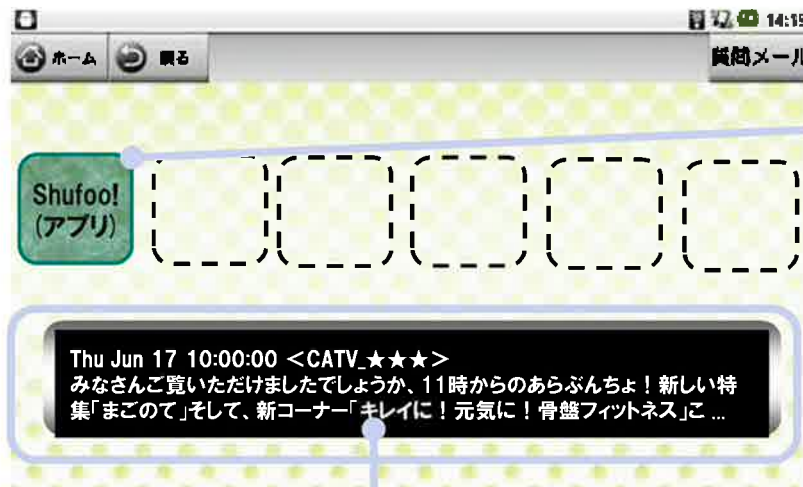 14:15
ホーム 戻る 質問メール
Shufoo!
(アプリ)
Thu Jun 17 10:00:00 <CATV_★★★>
みなさんご覧いただけましたでしょうか、11時からのあらぶんちょ!新しい特
集「まごのて」そして、新コーナー「キレイに!元気に!骨盤フィットネス」こ ...